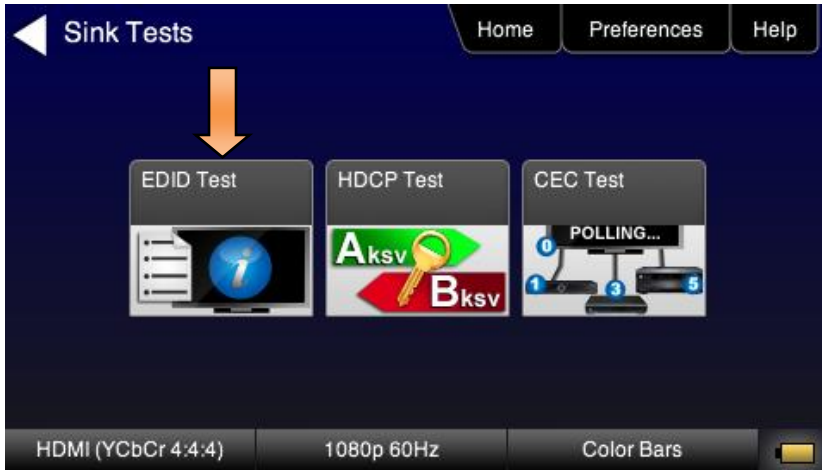 Sink Tests
Home
Preferences
Help
EDID Test
HDCP Test
CEC Test
i
Aksv
Bksv
POLLING...
0
1
3
5
HDMI (YCbCr 4:4:4)
1080p 60Hz
Color Bars